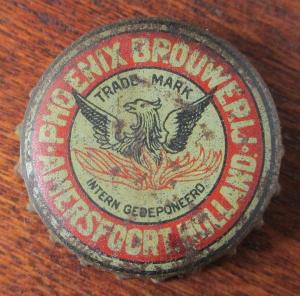 PHOENIX BROUWERIJ
TRADE MARK
INTERN GEDEPONEERD
AMERSFOORT HOLLAND